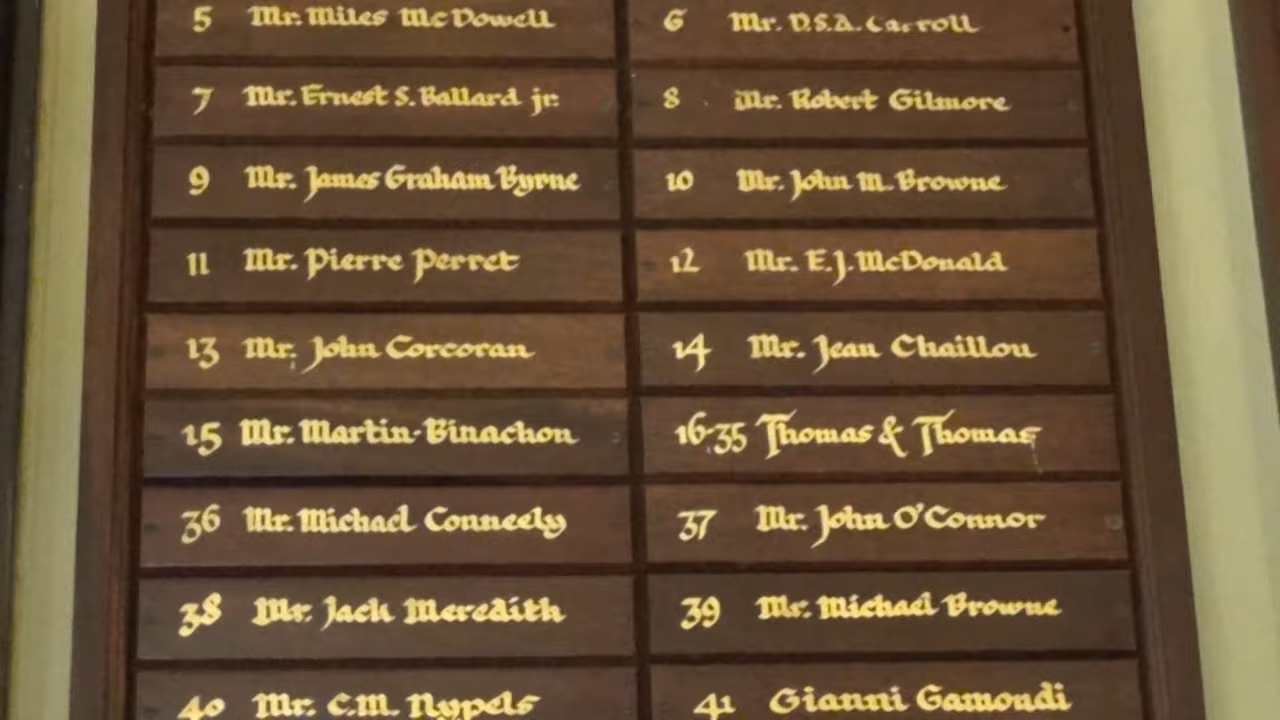 5 Mr. Miles McDowell
6 Mr. D.S.A. Carroll
7 Mr. Ernest S. Ballard jr.
8 Mr. Robert Gilmore
9 Mr. James Graham Byrne
10 Mr. John M. Browne
11 Mr. Pierre Perret
12 Mr. E.J. McDonald
13 Mr. John Corcoran
14 Mr. Jean Chaillou
15 Mr. Martin-Binachon
16-35 Thomas & Thomas
36 Mr. Michael Conneely
37 Mr. John O'Connor
38 Mr. Jack Meredith
39 Mr. Michael Browne
40 Mr. C.M. Nypels
41 Gianni Gamondi